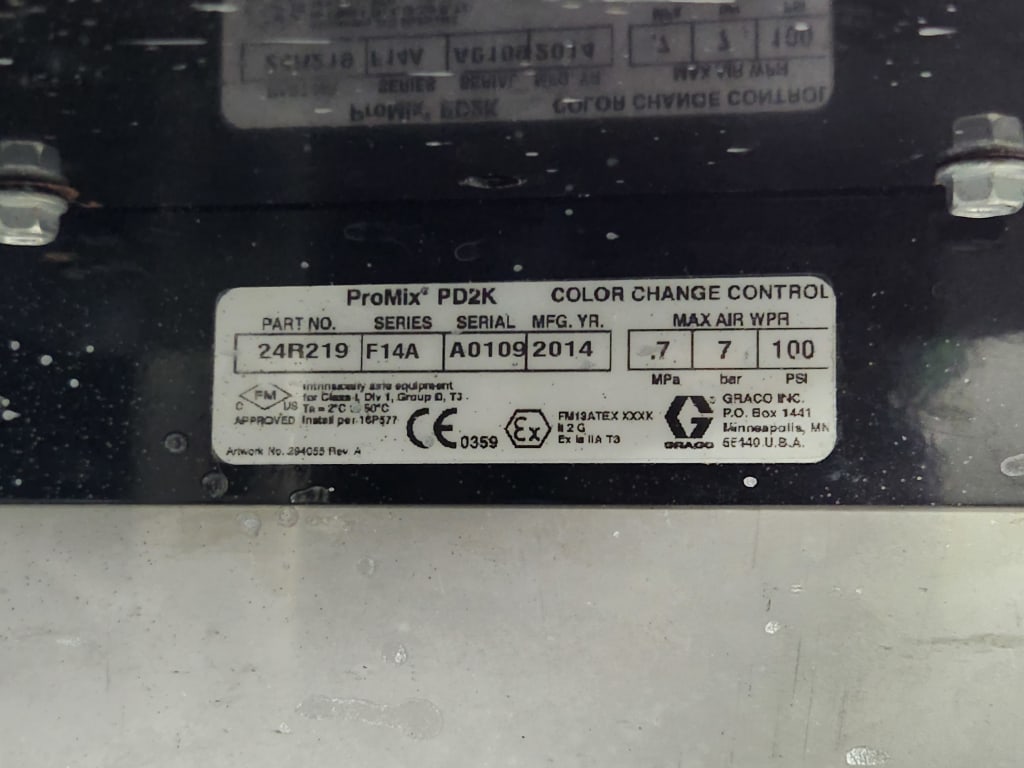 ProMix® PD2K COLOR CHANGE CONTROL
PART NO. SERIES SERIAL MFG. YR. MAX AIR WPR
24R219 F14A A0109 2014 .7 7 100
MPa bar PSI
FM
C US
APPROVED
Intrinsically safe equipment
for Class I, Div 1, Group D, T3
Ta = 2°C 50°C
Install per 16P577
Artwork No. 294055 Rev. A
CE 0359
Ex
FM13ATEX XXXX
II 2 G
Ex ia IIA T3
GRACO
GRACO INC.
P.O. Box 1441
Minneapolis, MN
55440 U.S.A.